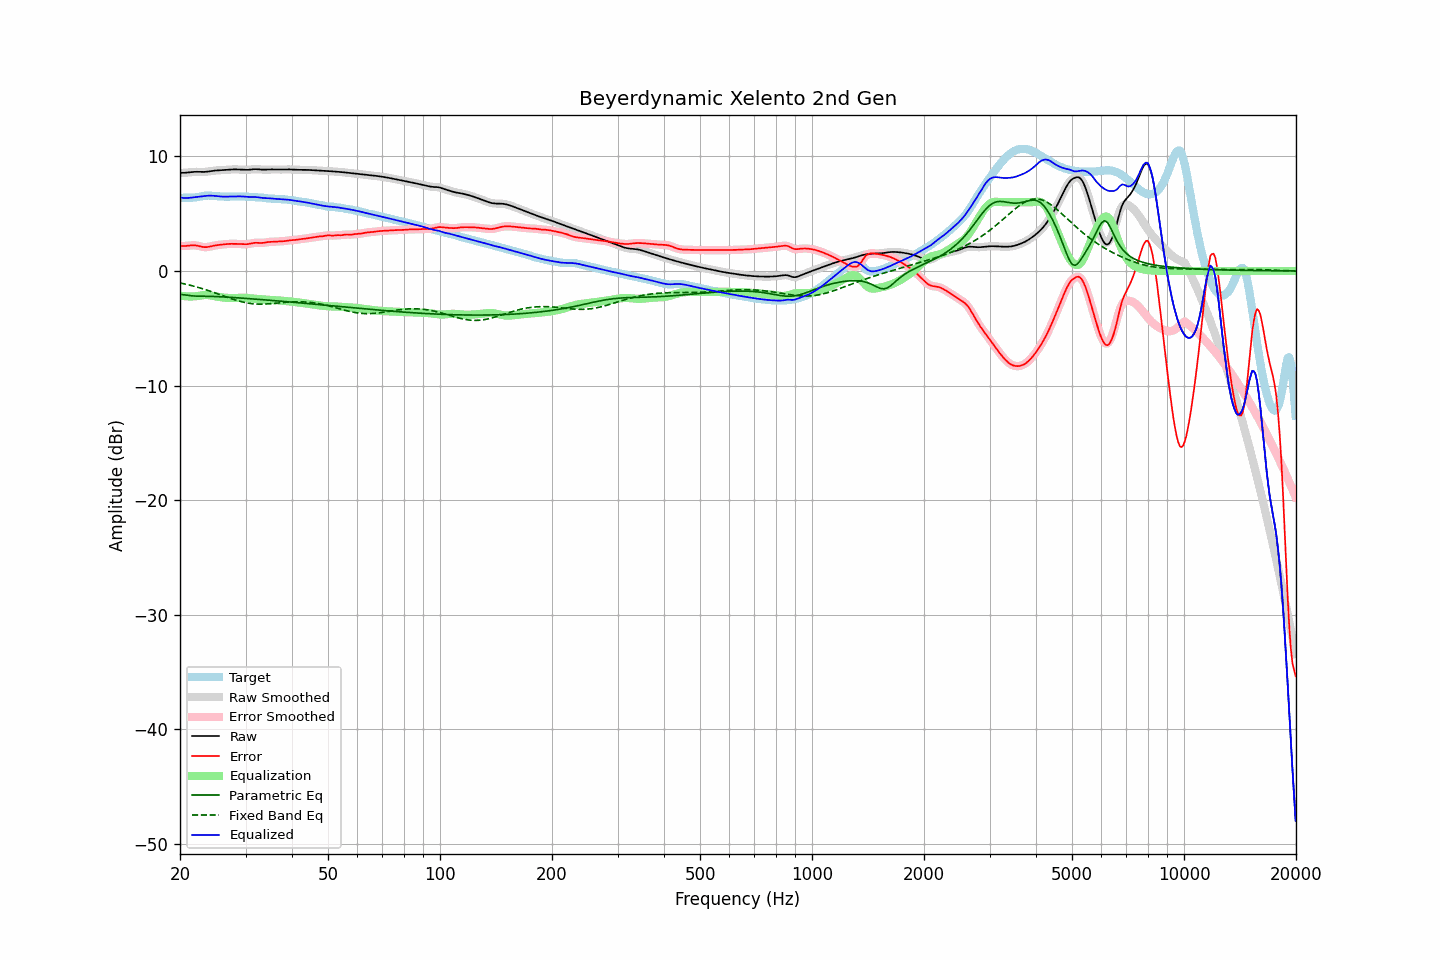 Beyerdynamic Xelento 2nd Gen
Amplitude (dBr)
10
0
−10
−20
−30
−40
−50
Target
Raw Smoothed
Error Smoothed
Raw
Error
Equalization
Parametric Eq
Fixed Band Eq
Equalized
20 50 100 200 500 1000 2000 5000 10000 20000
Frequency (Hz)